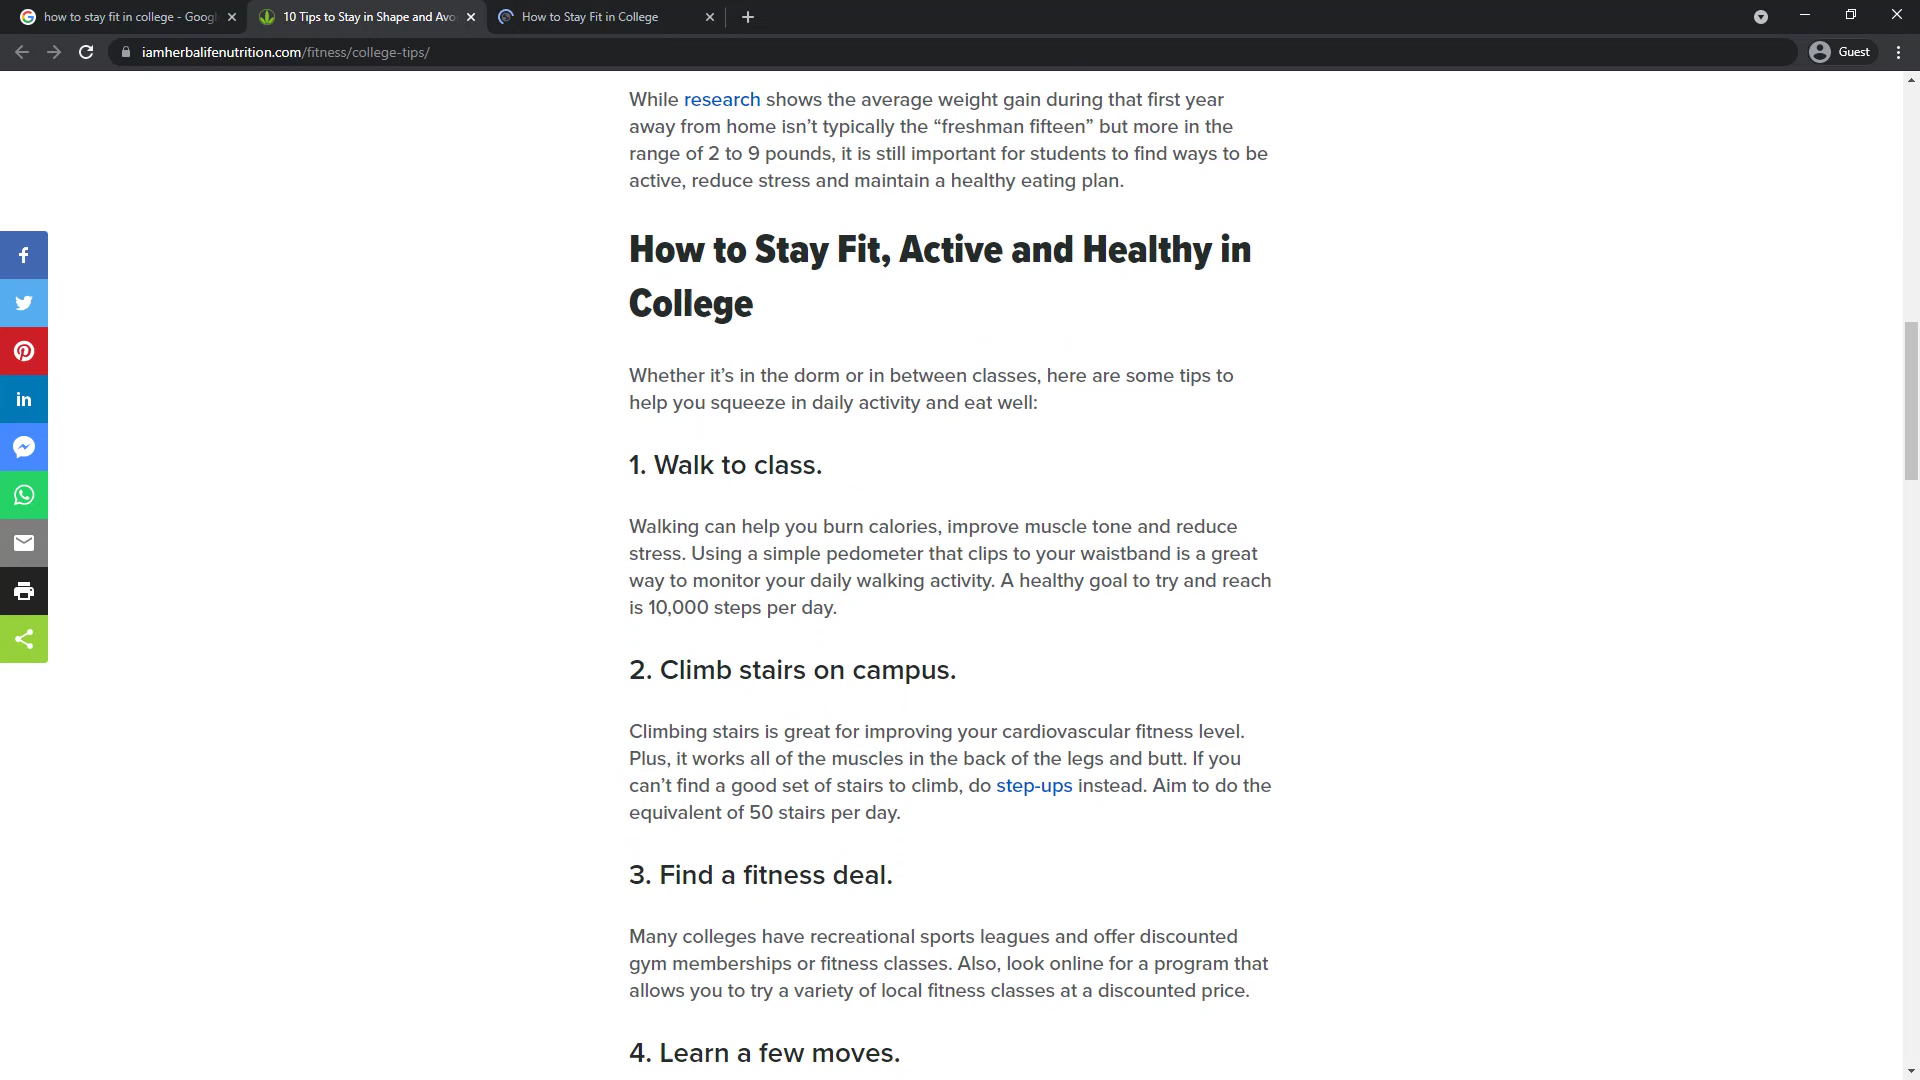 how to stay fit in college - Goog
10 Tips to Stay in Shape and Avo
How to Stay Fit in College
iamherbalifenutrition.com/fitness/college-tips/
Guest
While research shows the average weight gain during that first year
away from home isn’t typically the “freshman fifteen” but more in the
range of 2 to 9 pounds, it is still important for students to find ways to be
active, reduce stress and maintain a healthy eating plan.
How to Stay Fit, Active and Healthy in
College
Whether it’s in the dorm or in between classes, here are some tips to
help you squeeze in daily activity and eat well:
1. Walk to class.
Walking can help you burn calories, improve muscle tone and reduce
stress. Using a simple pedometer that clips to your waistband is a great
way to monitor your daily walking activity. A healthy goal to try and reach
is 10,000 steps per day.
2. Climb stairs on campus.
Climbing stairs is great for improving your cardiovascular fitness level.
Plus, it works all of the muscles in the back of the legs and butt. If you
can’t find a good set of stairs to climb, do step-ups instead. Aim to do the
equivalent of 50 stairs per day.
3. Find a fitness deal.
Many colleges have recreational sports leagues and offer discounted
gym memberships or fitness classes. Also, look online for a program that
allows you to try a variety of local fitness classes at a discounted price.
4. Learn a few moves.